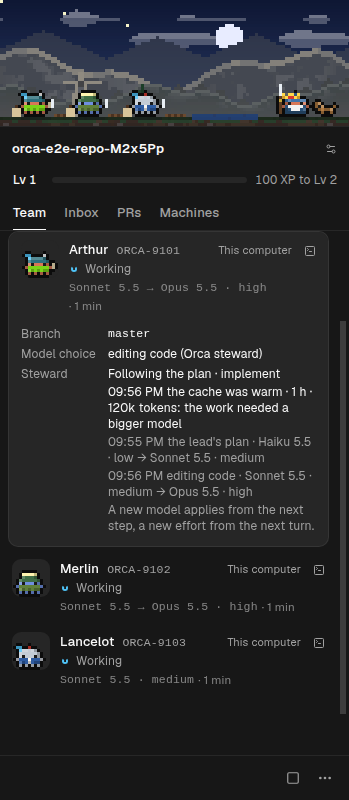 orca-e2e-repo-M2x5Pp
Lv 1 100 XP to Lv 2
Team Inbox PRs Machines
Arthur ORCA-9101 This computer
Working
Sonnet 5.5 → Opus 5.5 · high
· 1 min
Branch master
Model choice editing code (Orca steward)
Steward Following the plan · implement
09:56 PM the cache was warm · 1 h ·
120k tokens: the work needed a
bigger model
09:55 PM the lead's plan · Haiku 5.5
· low → Sonnet 5.5 · medium
09:56 PM editing code · Sonnet 5.5 ·
medium → Opus 5.5 · high
A new model applies from the next
step, a new effort from the next turn.
Merlin ORCA-9102 This computer
Working
Sonnet 5.5 → Opus 5.5 · high · 1 min
Lancelot ORCA-9103 This computer
Working
Sonnet 5.5 · medium · 1 min